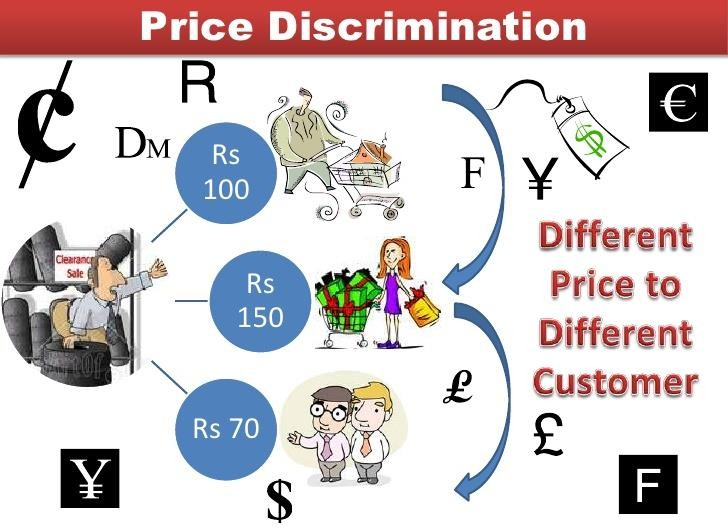 Price Discrimination
¢
R
DM
Rs
100
F
¥
$
€
Clearance
Sale
Rs
150
Different
Price to
Different
Customer
Rs 70
£
£
¥
$
F